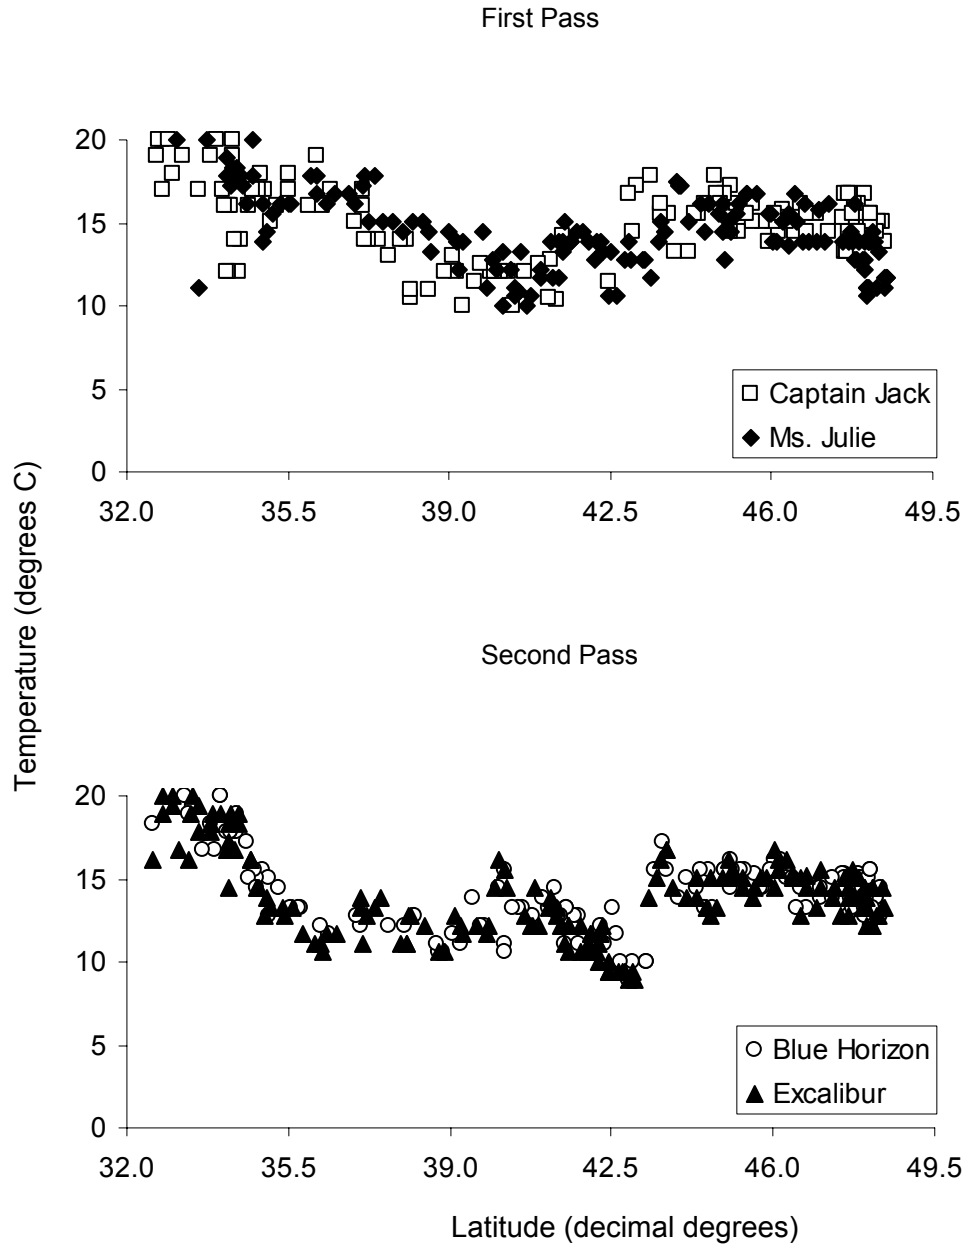 First Pass
20
15
10
5
0
32.0 35.5 39.0 42.5 46.0 49.5
Captain Jack
Ms. Julie
Temperature (degrees C)
Second Pass
20
15
10
5
0
32.0 35.5 39.0 42.5 46.0 49.5
Blue Horizon
Excalibur
Latitude (decimal degrees)